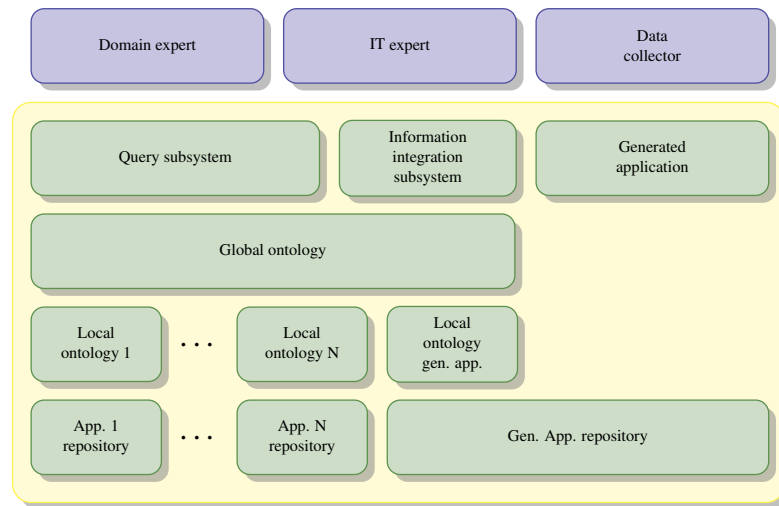 Domain expert
IT expert
Data
collector
Query subsystem
Information
integration
subsystem
Generated
application
Global ontology
Local
ontology 1
. . .
Local
ontology N
Local
ontology
gen. app.
App. 1
repository
. . .
App. N
repository
Gen. App. repository